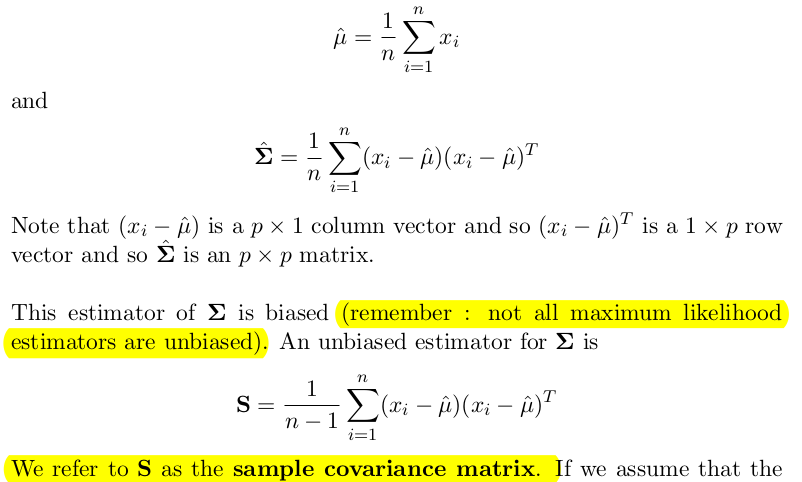 $\hat{\mu} = \frac{1}{n} \sum_{i=1}^{n} x_i$
and
$\hat{\mathbf{\Sigma}} = \frac{1}{n} \sum_{i=1}^{n} (x_i - \hat{\mu})(x_i - \hat{\mu})^T$
Note that $(x_i - \hat{\mu})$ is a $p \times 1$ column vector and so $(x_i - \hat{\mu})^T$ is a $1 \times p$ row
vector and so $\hat{\mathbf{\Sigma}}$ is an $p \times p$ matrix.
This estimator of $\mathbf{\Sigma}$ is biased (remember : not all maximum likelihood
estimators are unbiased). An unbiased estimator for $\mathbf{\Sigma}$ is
$\mathbf{S} = \frac{1}{n-1} \sum_{i=1}^{n} (x_i - \hat{\mu})(x_i - \hat{\mu})^T$
We refer to $\mathbf{S}$ as the sample covariance matrix. If we assume that the